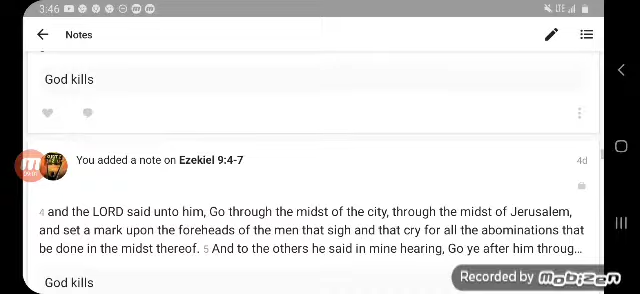 3:46 LTE
Notes
God kills
You added a note on Ezekiel 9:4-7
4d
4 and the LORD said unto him, Go through the midst of the city, through the midst of Jerusalem,
and set a mark upon the foreheads of the men that sigh and that cry for all the abominations that
be done in the midst thereof. 5 And to the others he said in mine hearing, Go ye after him throug...
God kills
Recorded by Mobizen